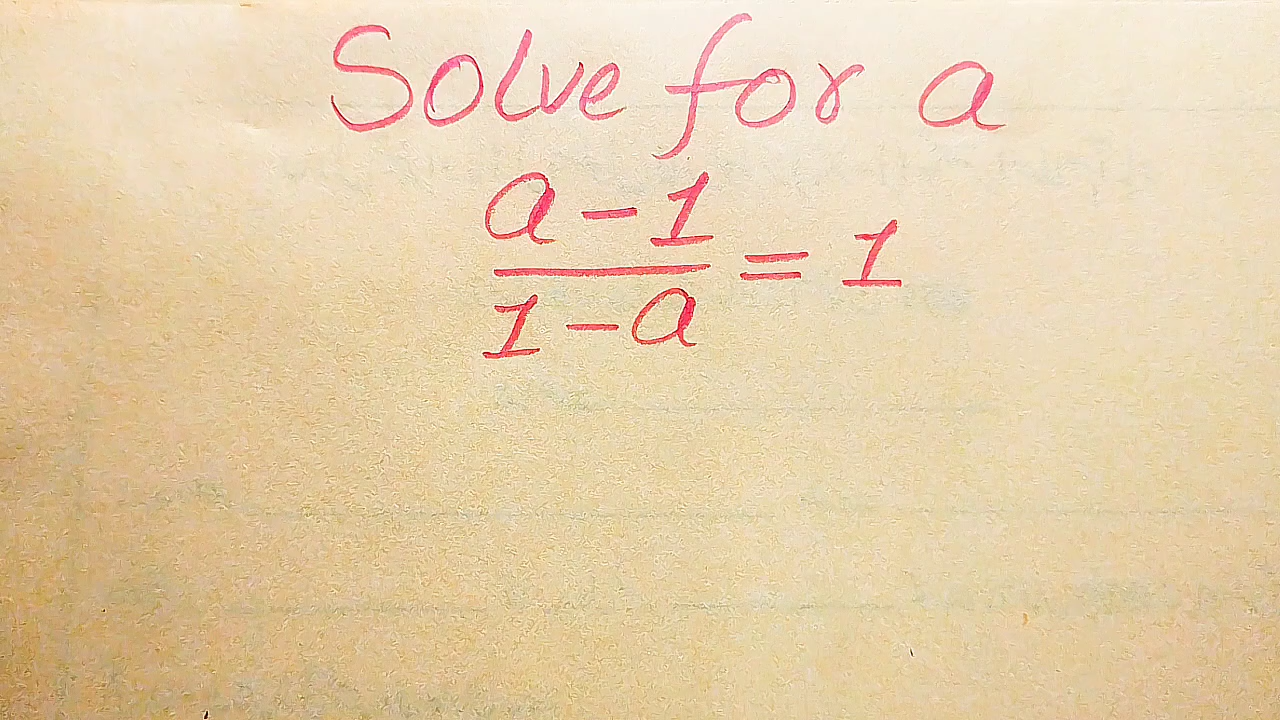 Solve for a
a - 1
1 - a = 1